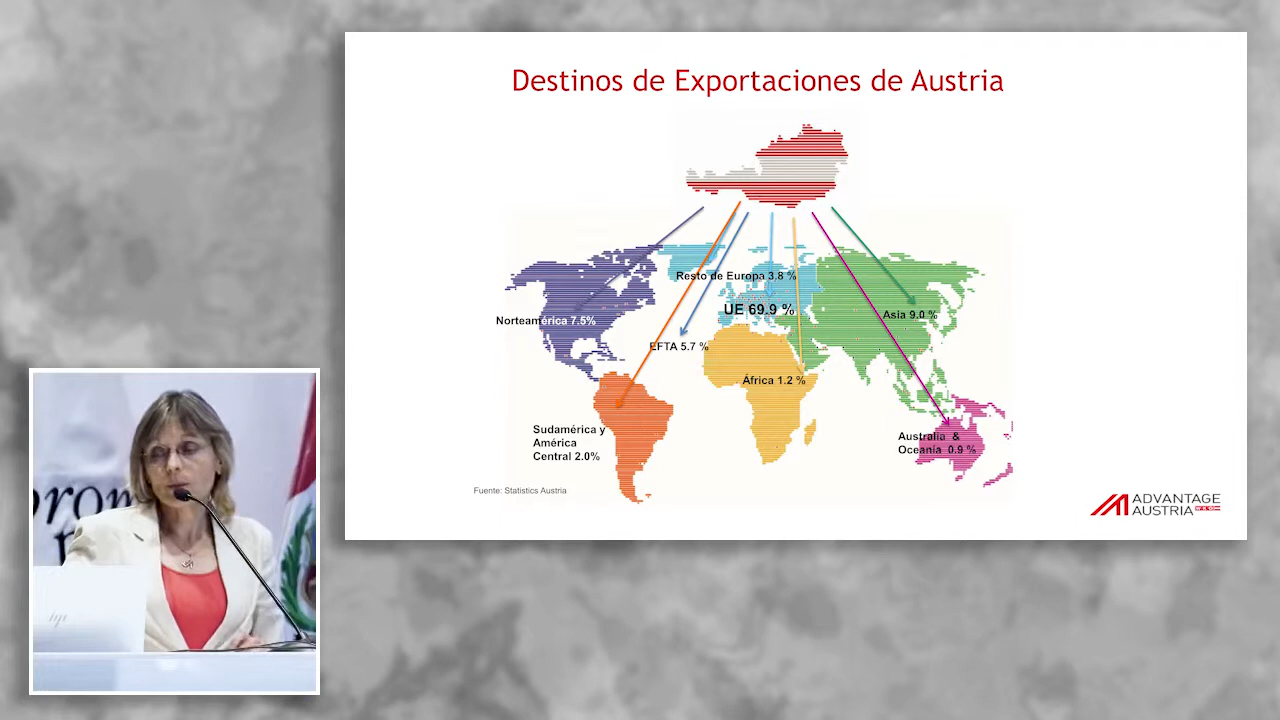 Destinos de Exportaciones de Austria
Resto de Europa 3.8 %
UE 69.9 %
Norteamérica 7.5%
Asia 9.0 %
EFTA 5.7 %
África 1.2 %
Sudamérica y
América
Central 2.0%
Australia &
Oceanía 0.9 %
Fuente: Statistics Austria
ADVANTAGE
AUSTRIA